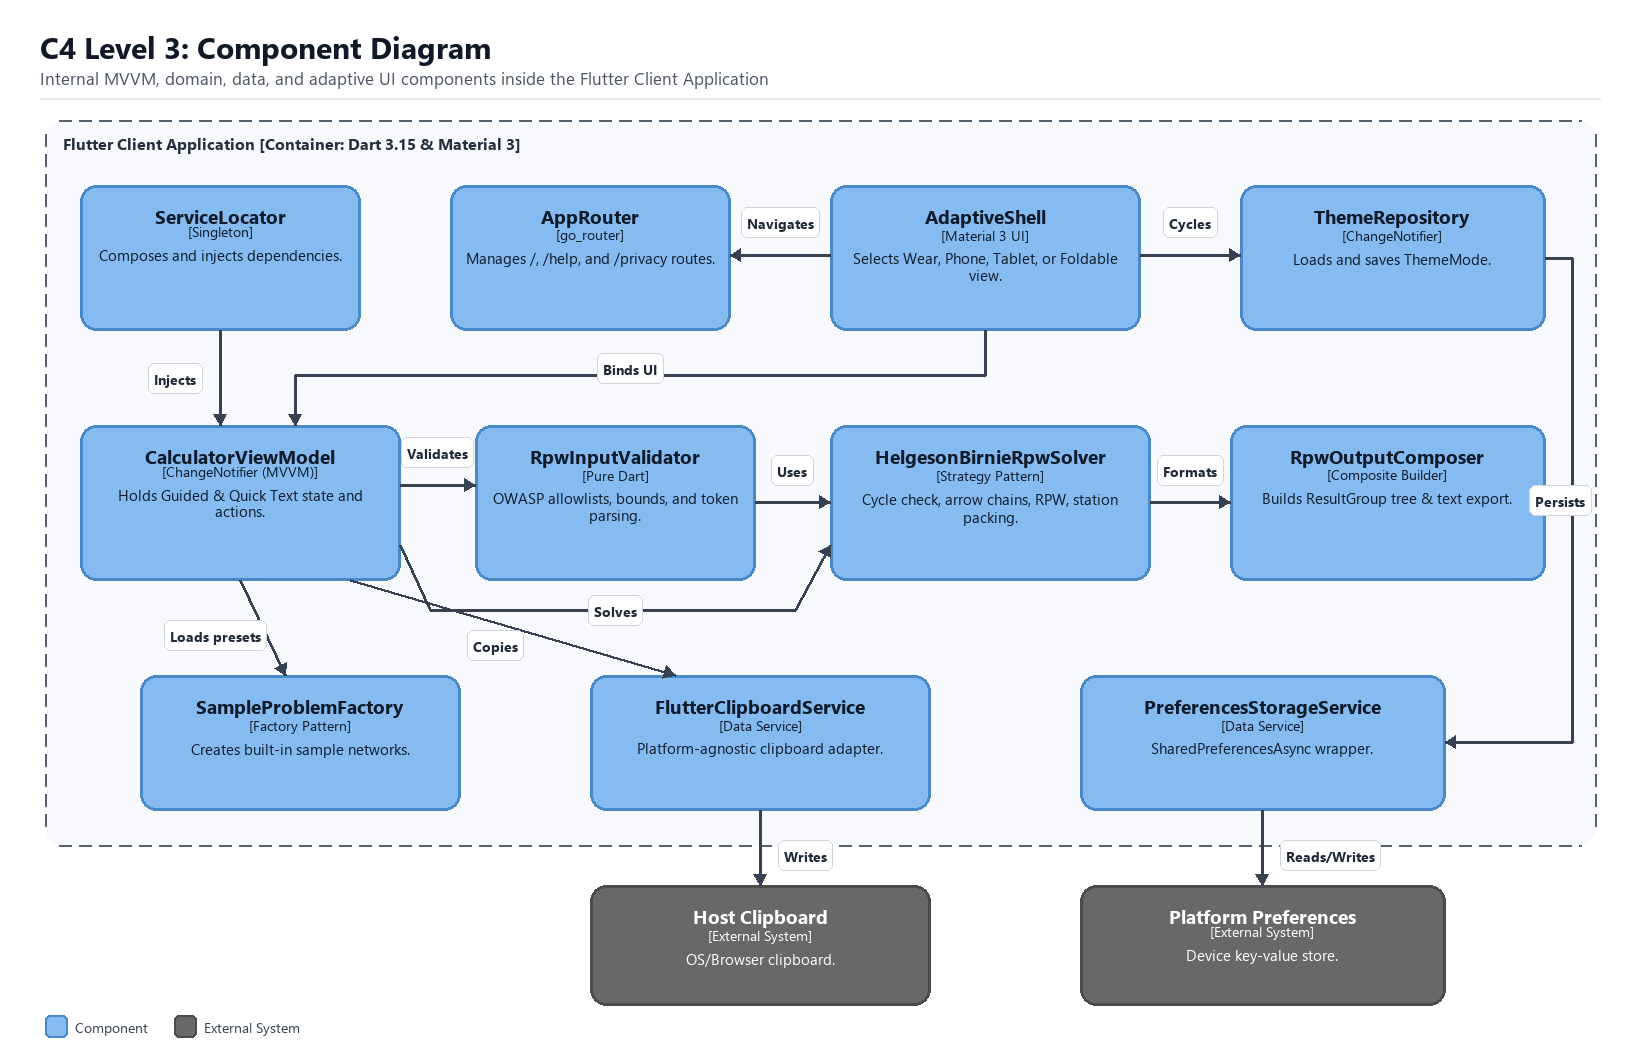 C4 Level 3: Component Diagram
Internal MVVM, domain, data, and adaptive UI components inside the Flutter Client Application
Flutter Client Application [Container: Dart 3.15 & Material 3]
ServiceLocator
[Singleton]
Composes and injects dependencies.
AppRouter
[go_router]
Manages /, /help, and /privacy routes.
Navigates
AdaptiveShell
[Material 3 UI]
Selects Wear, Phone, Tablet, or Foldable
view.
Cycles
ThemeRepository
[ChangeNotifier]
Loads and saves ThemeMode.
Injects
Binds UI
CalculatorViewModel
[ChangeNotifier (MVVM)]
Holds Guided & Quick Text state and
actions.
Validates
RpwInputValidator
[Pure Dart]
OWASP allowlists, bounds, and token
parsing.
Uses
HelgesonBirnieRpwSolver
[Strategy Pattern]
Cycle check, arrow chains, RPW, station
packing.
Formats
RpwOutputComposer
[Composite Builder]
Builds ResultGroup tree & text export.
Persists
Solves
Loads presets
Copies
SampleProblemFactory
[Factory Pattern]
Creates built-in sample networks.
FlutterClipboardService
[Data Service]
Platform-agnostic clipboard adapter.
PreferencesStorageService
[Data Service]
SharedPreferencesAsync wrapper.
Writes
Reads/Writes
Host Clipboard
[External System]
OS/Browser clipboard.
Platform Preferences
[External System]
Device key-value store.
Component
External System